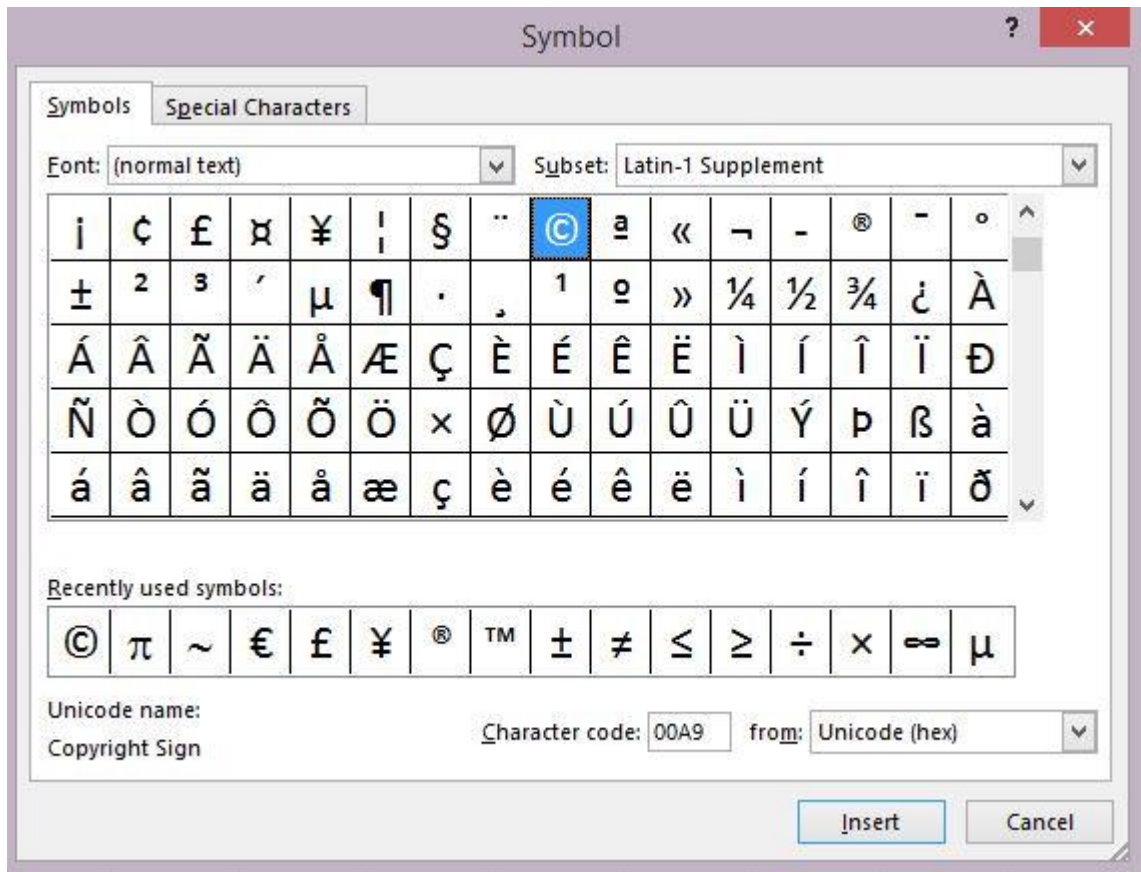 Symbol
?
Symbols
Special Characters
Font: (normal text)
Subset: Latin-1 Supplement
¡ ¢ £ ¤ ¥ ¦ § ¨ © ª « ¬ - ® ¯ °
± ² ³ ´ µ ¶ · ¸ ¹ º » ¼ ½ ¾ ¿ À
Á Â Ã Ä Å Æ Ç È É Ê Ë Ì Í Î Ï Ð
Ñ Ò Ó Ô Õ Ö × Ø Ù Ú Û Ü Ý Þ ß à
á â ã ä å æ ç è é ê ë ì í î ï ð
Recently used symbols:
© π ~ € £ ¥ ® ™ ± ≠ ≤ ≥ ÷ × ∞ µ
Unicode name:
Copyright Sign
Character code: 00A9 from: Unicode (hex)
Insert
Cancel